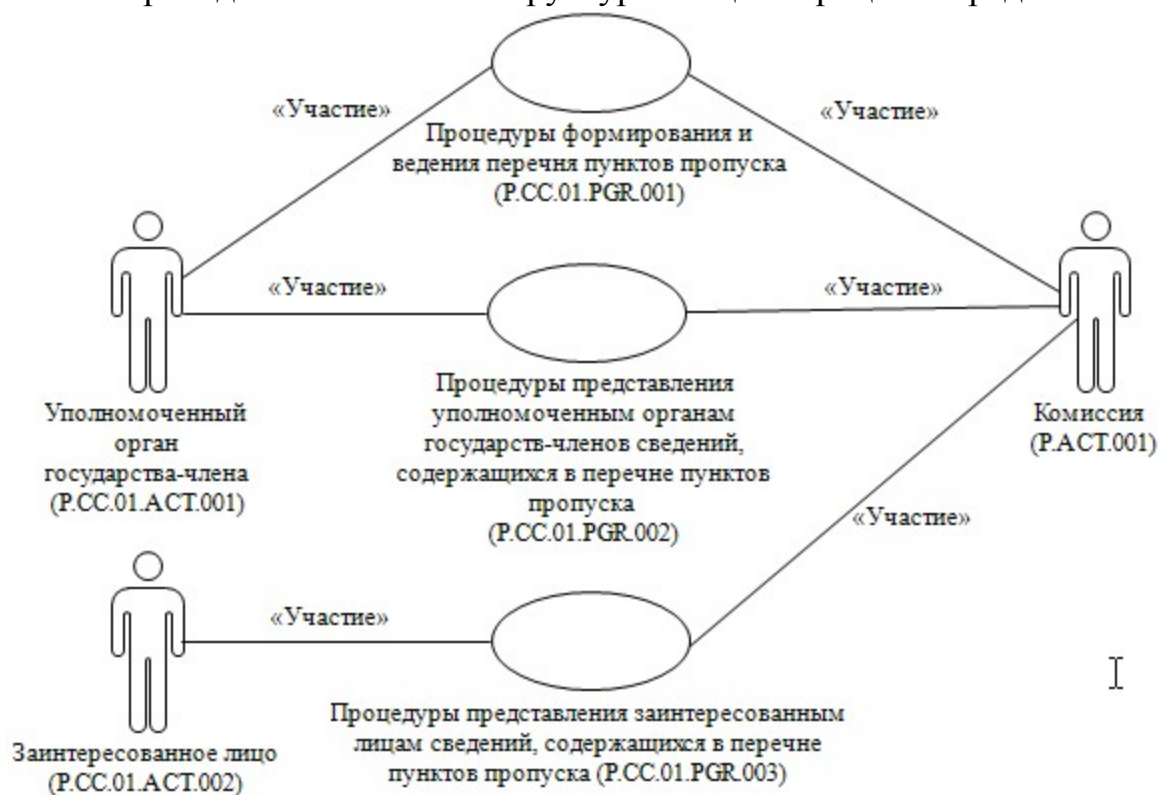 «Участие»
«Участие»
Процедуры формирования и
ведения перечня пунктов пропуска
(P.CC.01.PGR.001)
«Участие»
«Участие»
Уполномоченный
орган
государства-члена
(P.CC.01.ACT.001)
Процедуры представления
уполномоченным органам
государств-членов сведений,
содержащихся в перечне пунктов
пропуска
(P.CC.01.PGR.002)
Комиссия
(P.ACT.001)
«Участие»
«Участие»
Заинтересованное лицо
(P.CC.01.ACT.002)
Процедуры представления заинтересованным
лицам сведений, содержащихся в перечне
пунктов пропуска (P.CC.01.PGR.003)